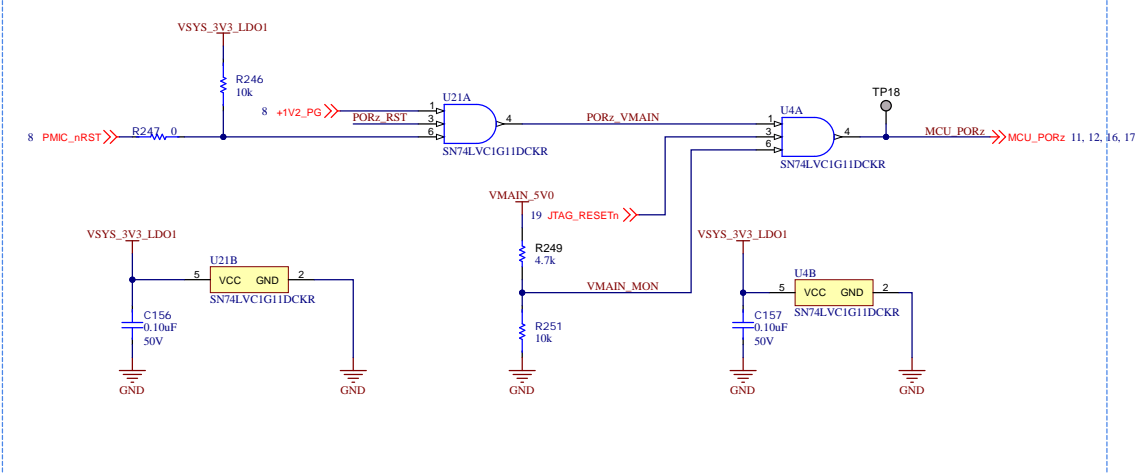 VSYS_3V3_LDO1
R246
10k
8 PMIC_nRST
R247 0
8 +1V2_PG
PORz_RST
1
3
6
U21A
4
SN74LVC1G11DCKR
PORz_VMAIN
1
3
6
U4A
4
SN74LVC1G11DCKR
TP18
MCU_PORz
MCU_PORz 11, 12, 16, 17
VMAIN_5V0
19 JTAG_RESETn
R249
4.7k
VMAIN_MON
R251
10k
GND
VSYS_3V3_LDO1
U21B
5 VCC GND 2
SN74LVC1G11DCKR
C156
0.10uF
50V
GND
GND
VSYS_3V3_LDO1
U4B
5 VCC GND 2
SN74LVC1G11DCKR
C157
0.10uF
50V
GND
GND